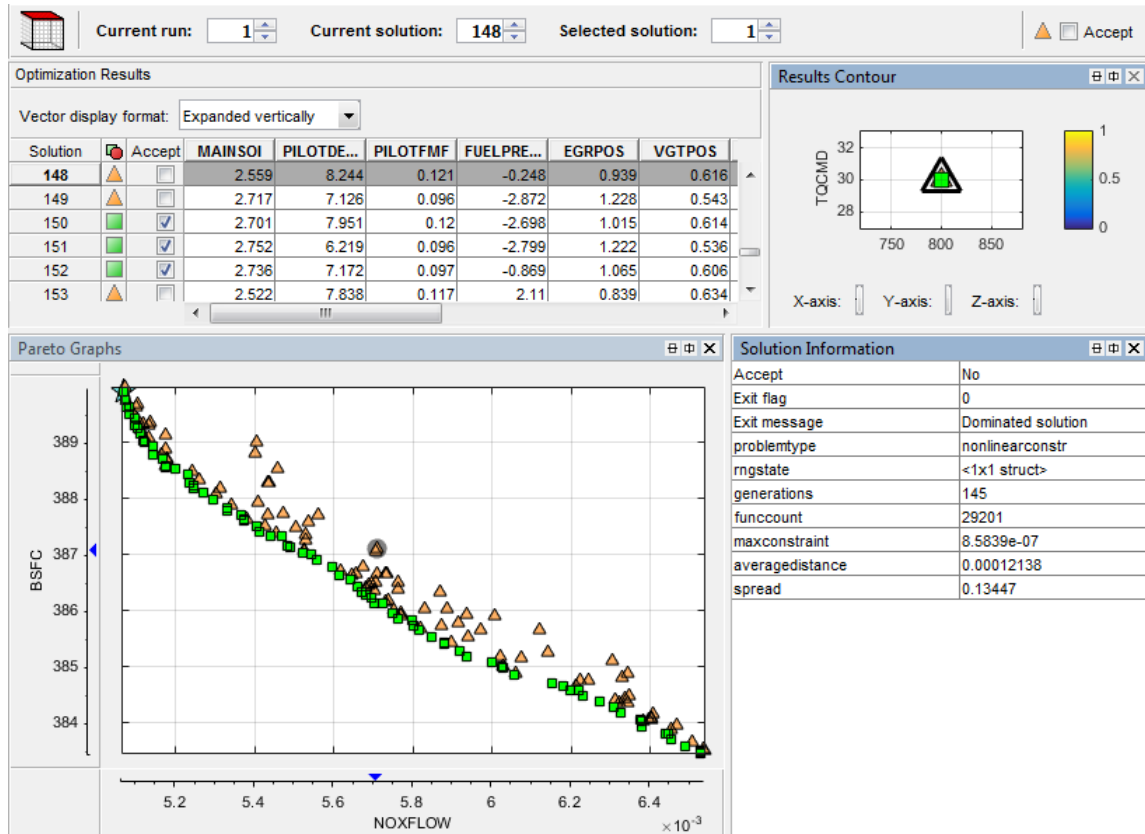 Current run: 1 Current solution: 148 Selected solution: 1 Accept
Optimization Results
Vector display format: Expanded vertically
Solution Accept MAINSOI PILOTDE... PILOTFMF FUELPRE... EGRPOS VGTPOS
148 2.559 8.244 0.121 -0.248 0.939 0.616
149 2.717 7.126 0.096 -2.872 1.228 0.543
150 2.701 7.951 0.12 -2.698 1.015 0.614
151 2.752 6.219 0.096 -2.799 1.222 0.536
152 2.736 7.172 0.097 -0.869 1.065 0.606
153 2.522 7.838 0.117 2.11 0.839 0.634
Results Contour
TQCMD
32
30
28
750 800 850
1
0.5
0
X-axis: Y-axis: Z-axis:
Pareto Graphs
BSFC
389
388
387
386
385
384
5.2 5.4 5.6 5.8 6 6.2 6.4
NOXFLOW
× 10⁻³
Solution Information
Accept No
Exit flag 0
Exit message Dominated solution
problemtype nonlinearconstr
rngstate <1x1 struct>
generations 145
funccount 29201
maxconstraint 8.5839e-07
averagedistance 0.00012138
spread 0.13447